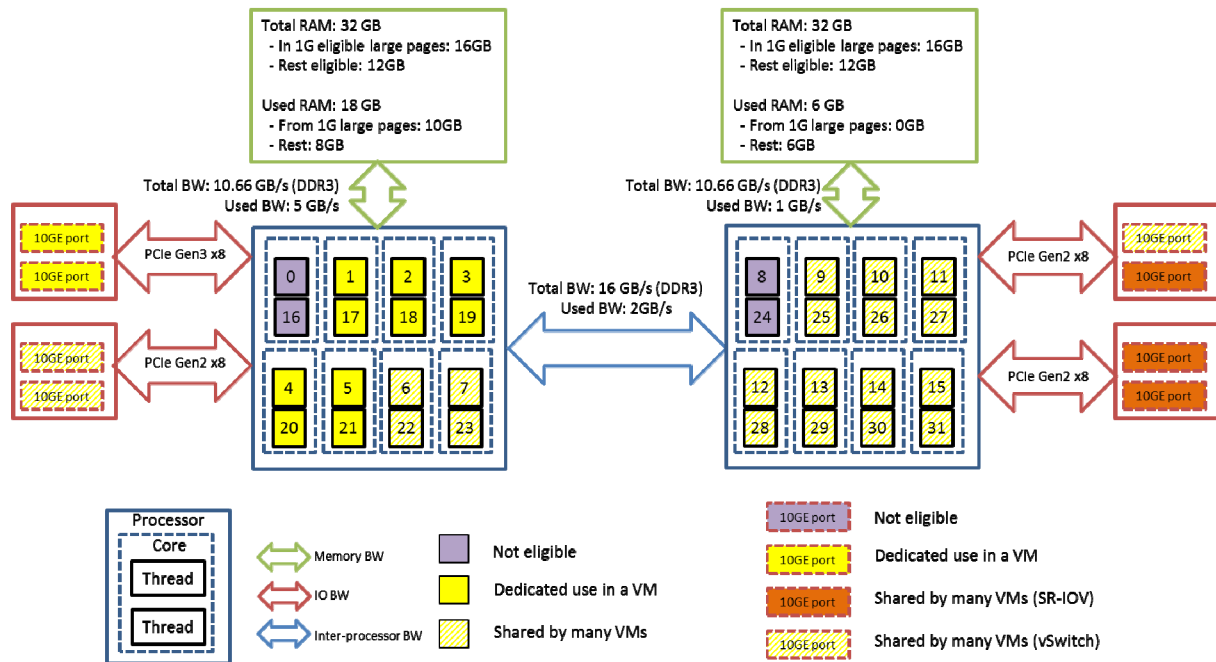 Total RAM: 32 GB
- In 1G eligible large pages: 16GB
- Rest eligible: 12GB
Used RAM: 18 GB
- From 1G large pages: 10GB
- Rest: 8GB
Total RAM: 32 GB
- In 1G eligible large pages: 16GB
- Rest eligible: 12GB
Used RAM: 6 GB
- From 1G large pages: 0GB
- Rest: 6GB
Total BW: 10.66 GB/s (DDR3)
Used BW: 5 GB/s
Total BW: 10.66 GB/s (DDR3)
Used BW: 1 GB/s
10GE port
10GE port
PCIe Gen3 x8
10GE port
10GE port
PCIe Gen2 x8
0 1 2 3
16 17 18 19
4 5 6 7
20 21 22 23
Total BW: 16 GB/s (DDR3)
Used BW: 2GB/s
8 9 10 11
24 25 26 27
12 13 14 15
28 29 30 31
PCIe Gen2 x8
10GE port
10GE port
PCIe Gen2 x8
10GE port
10GE port
Processor
Core
Thread
Thread
Memory BW
IO BW
Inter-processor BW
Not eligible
Dedicated use in a VM
Shared by many VMs
10GE port Not eligible
10GE port Dedicated use in a VM
10GE port Shared by many VMs (SR-IOV)
10GE port Shared by many VMs (vSwitch)